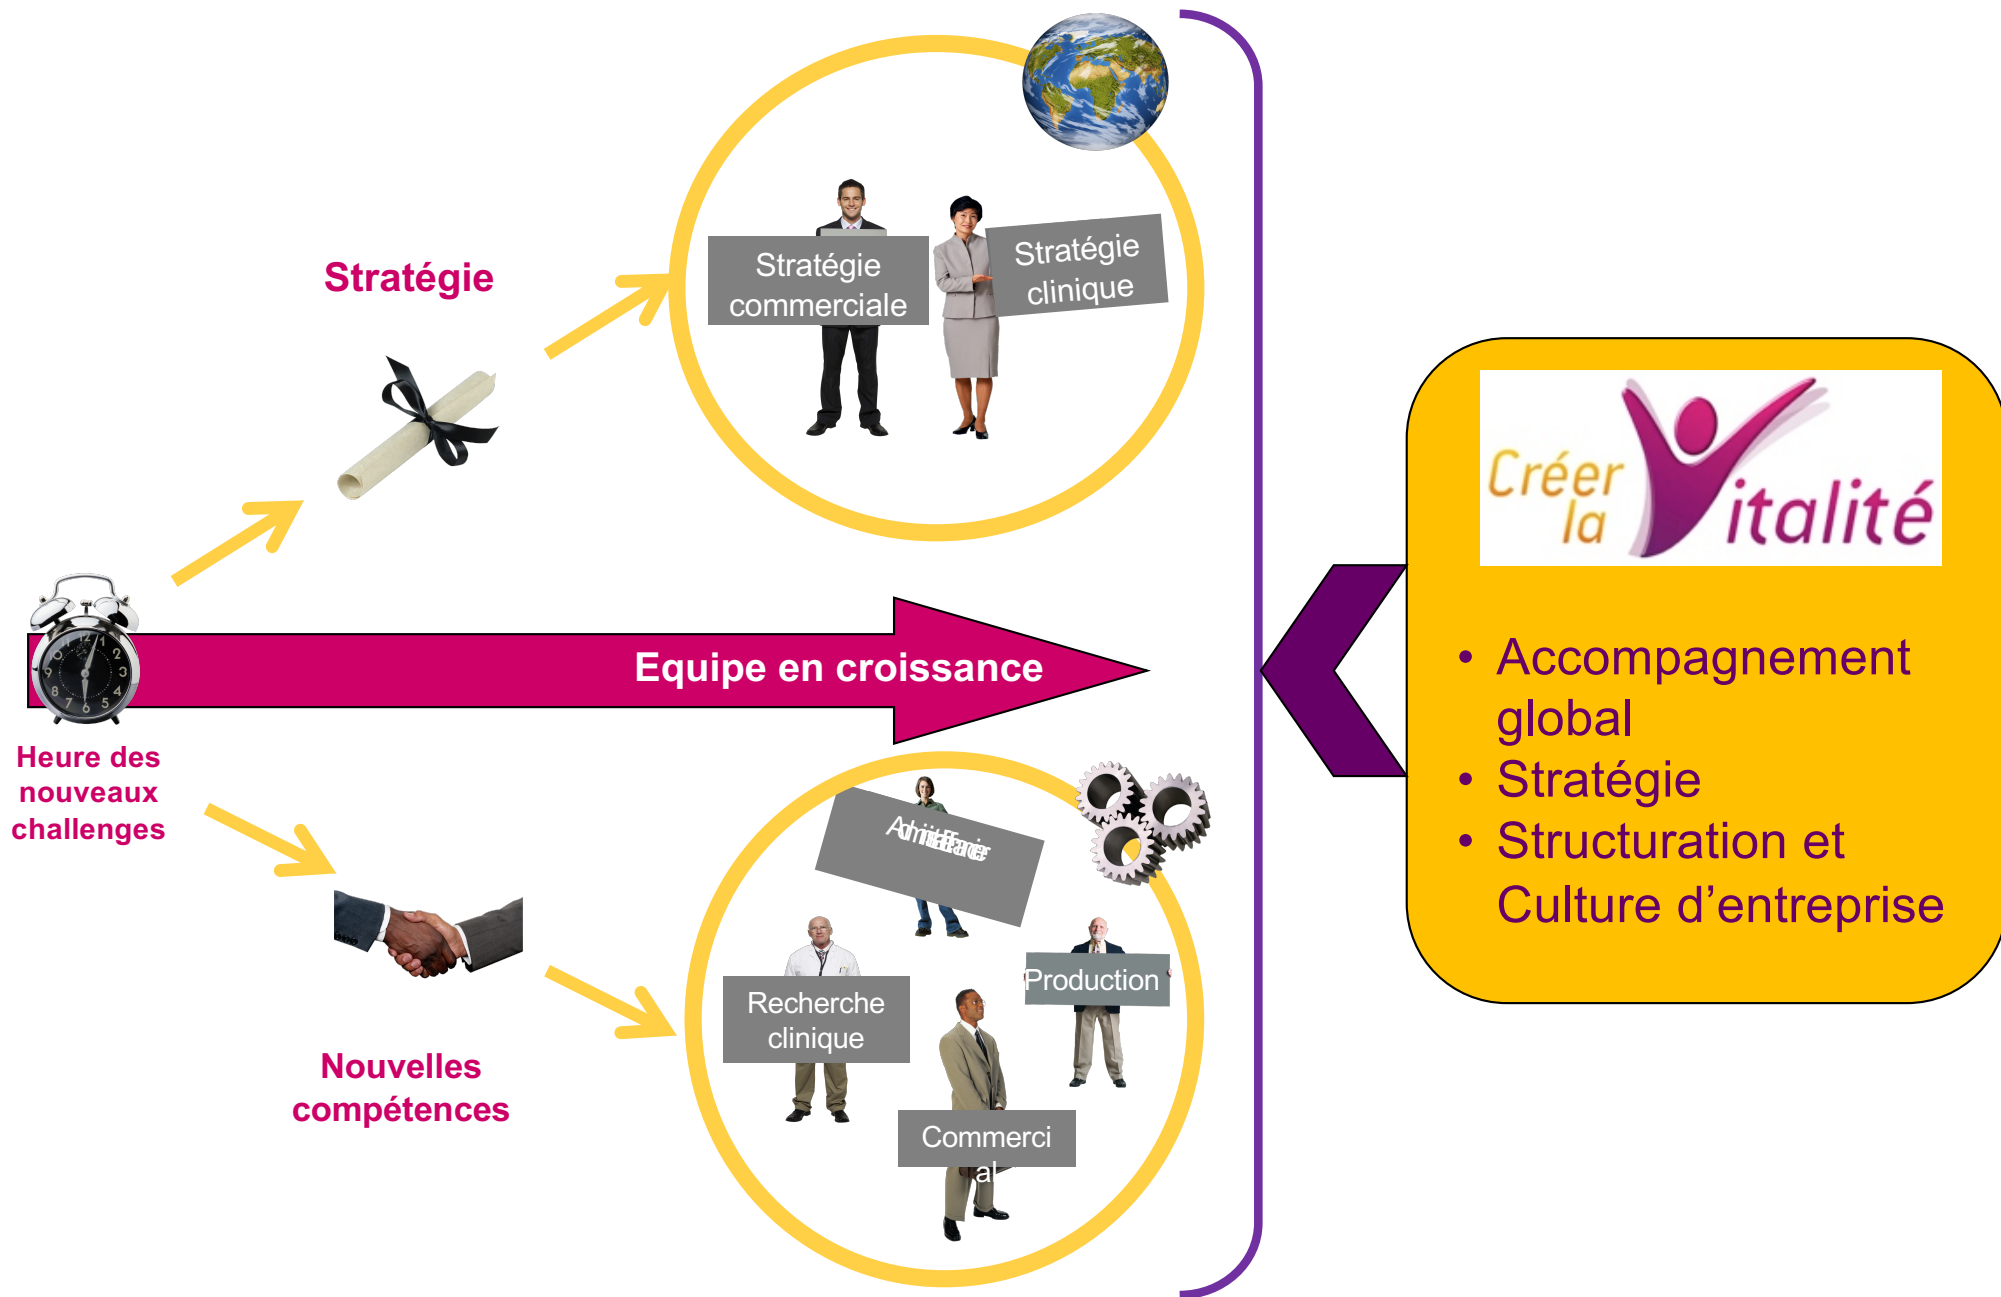 Stratégie
Stratégie
commerciale
Stratégie
clinique
Equipe en croissance
Heure des
nouveaux
challenges
Nouvelles
compétences
Recherche
clinique
Production
Commerci
al
Créer
la Vitalité
• Accompagnement
global
• Stratégie
• Structuration et
Culture d’entreprise